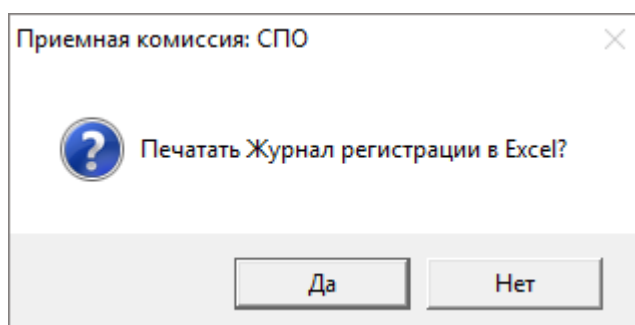 Приемная комиссия: СПО
Печатать Журнал регистрации в Excel?
Да
Нет